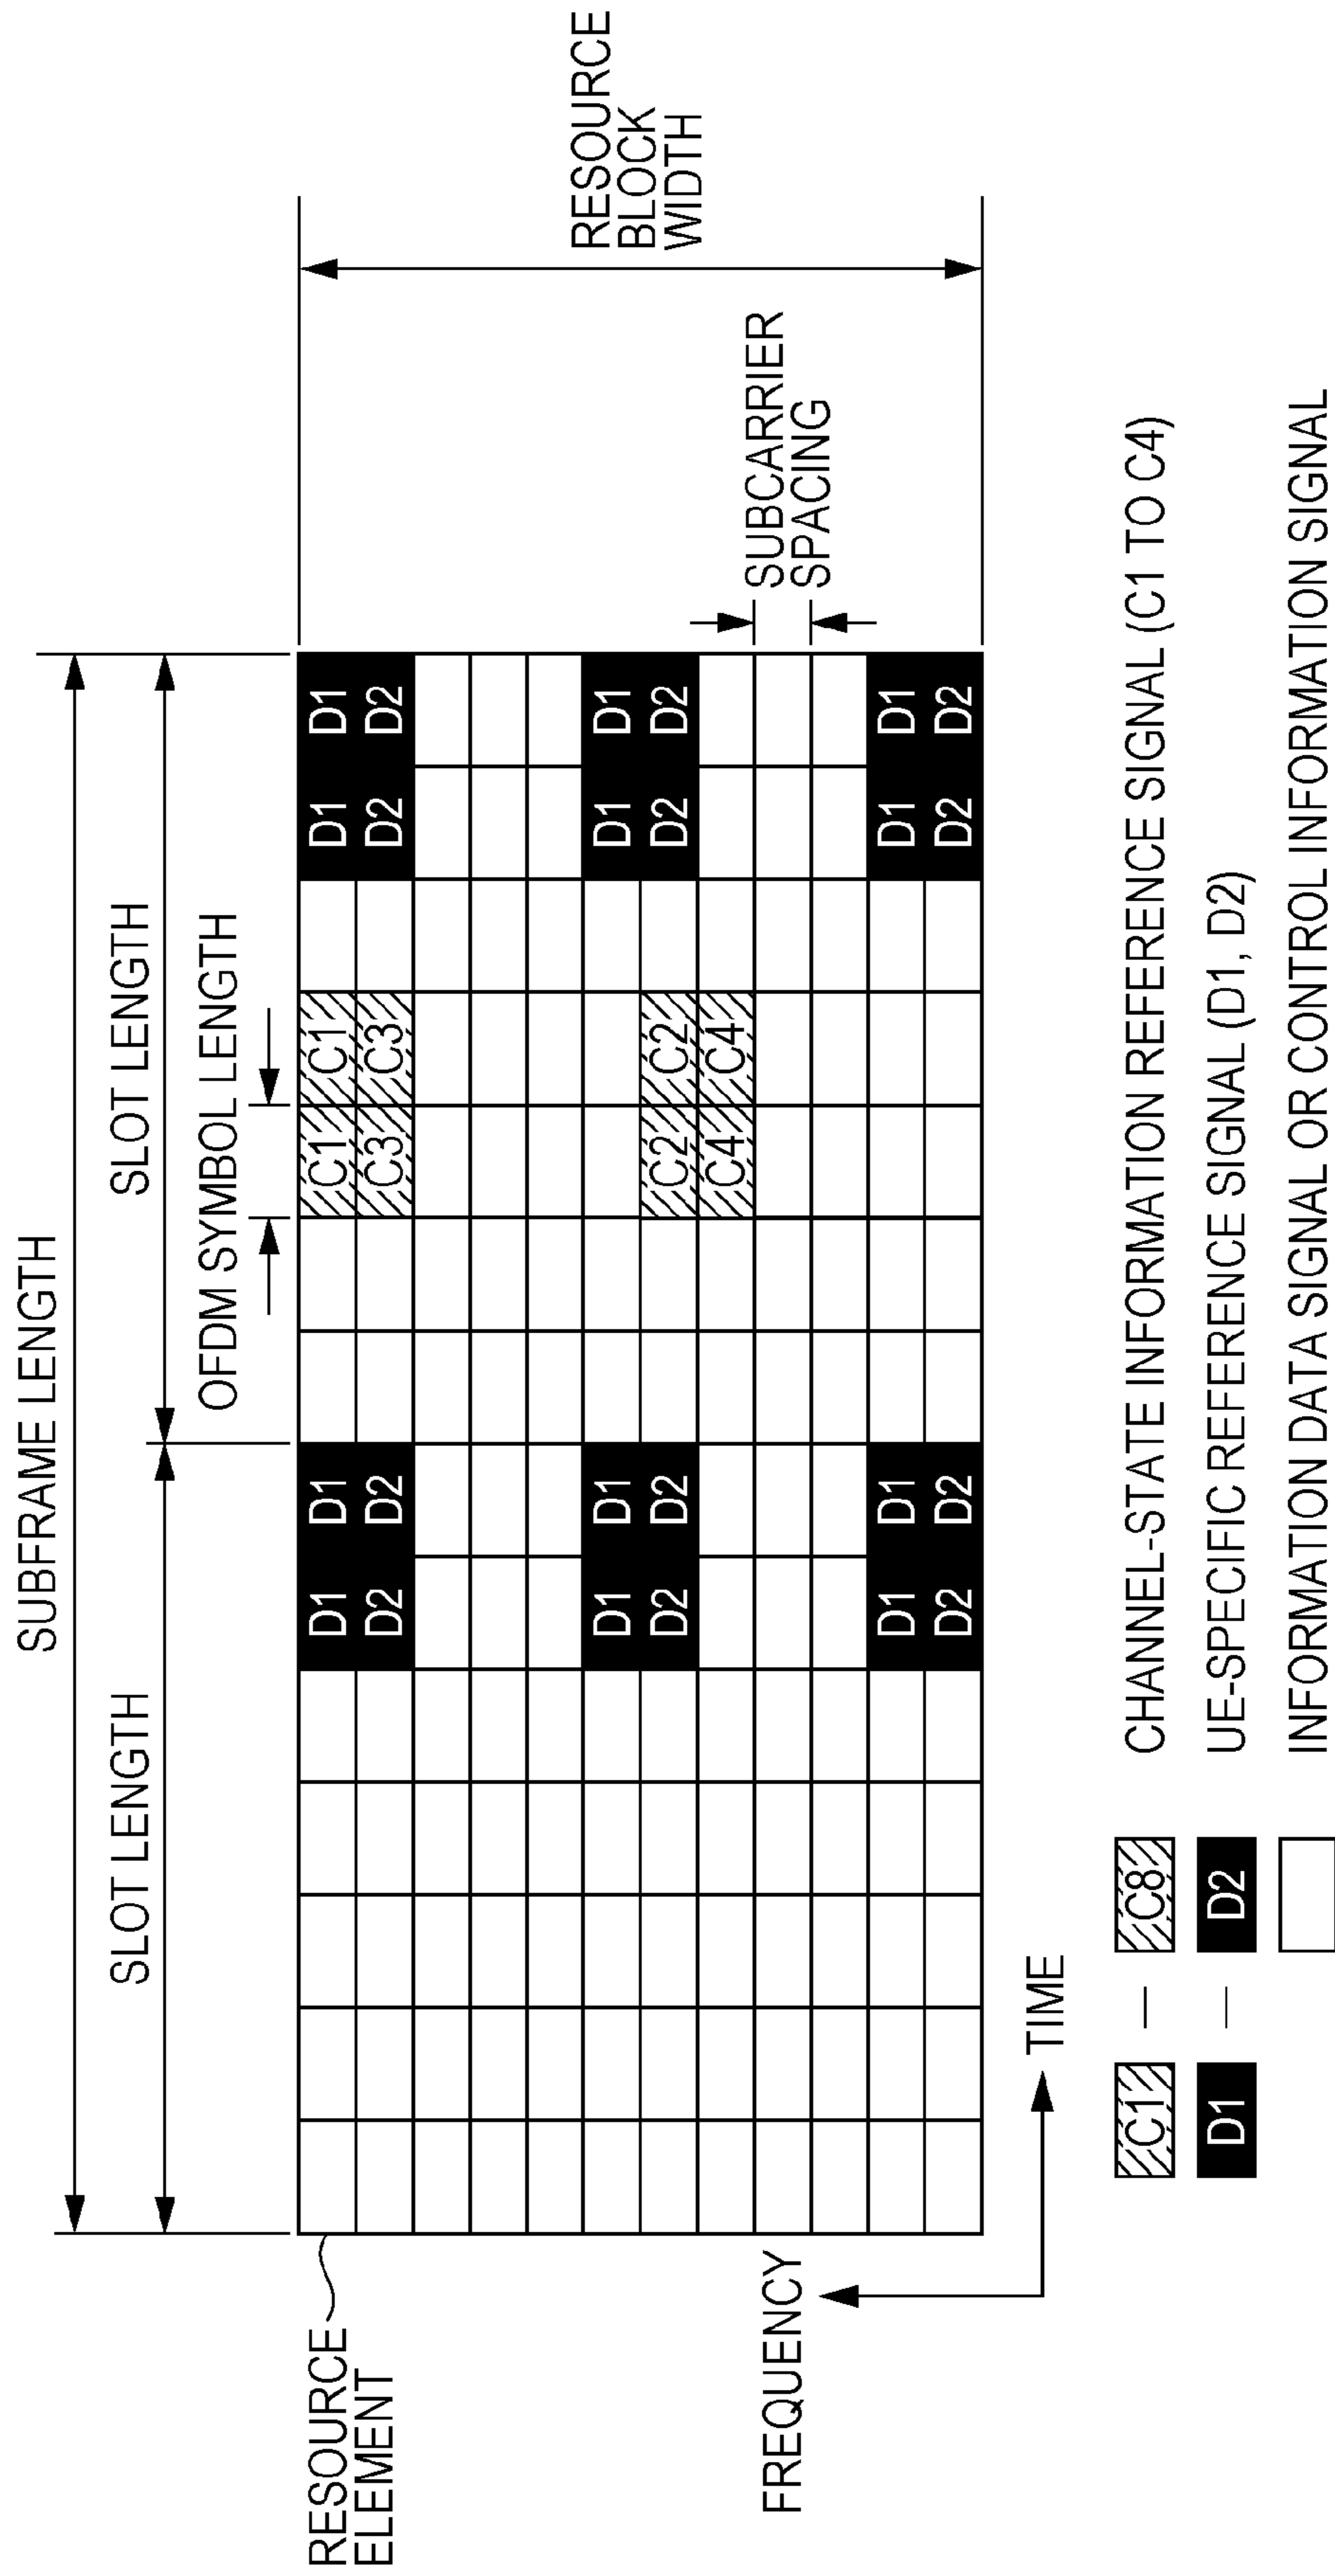 SUBFRAME LENGTH
SLOT LENGTH
SLOT LENGTH
OFDM SYMBOL LENGTH
RESOURCE
ELEMENT
RESOURCE
BLOCK
WIDTH
SUBCARRIER
SPACING
D1 D1 C1 C1 D1 D1
D2 D2 C3 C3 D2 D2
D1 D1 D1 D1
D2 D2 C2 C2 D2 D2
C4 C4
D1 D1 D1 D1
D2 D2 D2 D2
FREQUENCY
TIME
C1 — C8 CHANNEL-STATE INFORMATION REFERENCE SIGNAL (C1 TO C4)
D1 — D2 UE-SPECIFIC REFERENCE SIGNAL (D1, D2)
INFORMATION DATA SIGNAL OR CONTROL INFORMATION SIGNAL